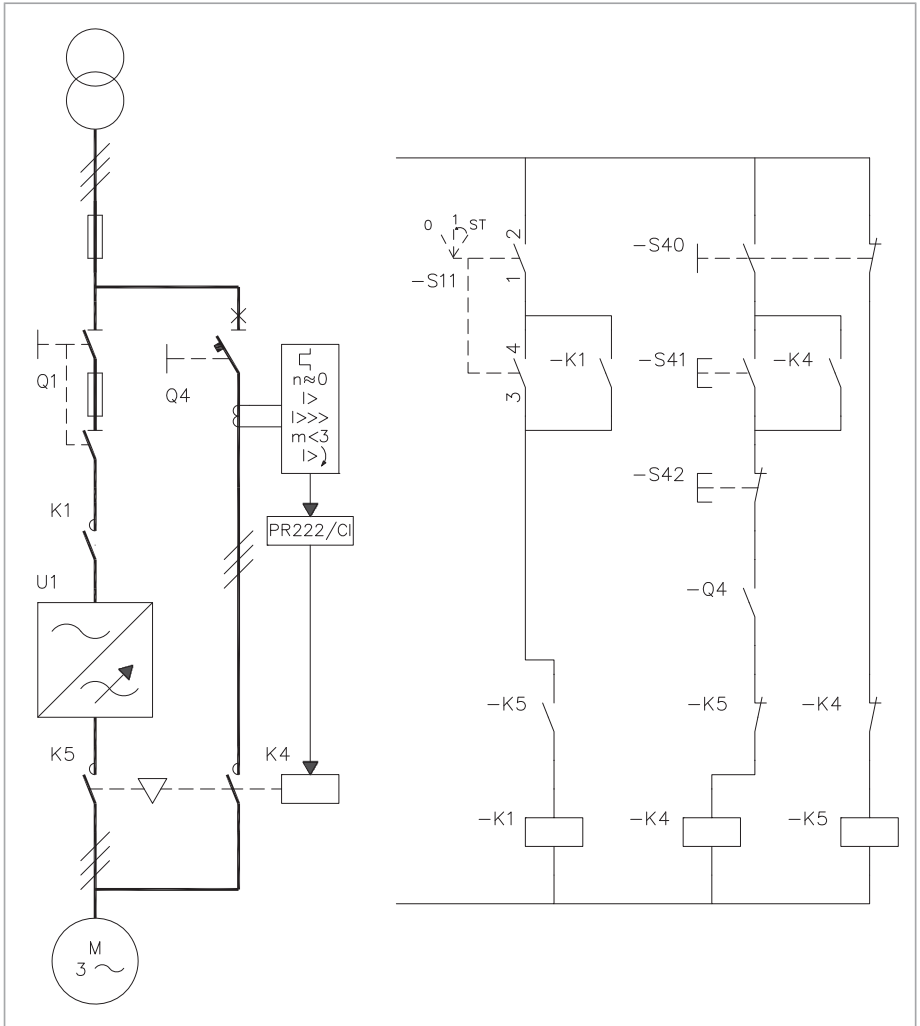 0 1 ST
2
-S11
1
-S40
Q1
Q4
n≈0
I>
I>>>
m<3
I>
4
-K1
3
-S41
-K4
-S42
K1
PR222/CI
U1
-Q4
-K5
-K5
-K4
K5
K4
-K1
-K4
-K5
M
3